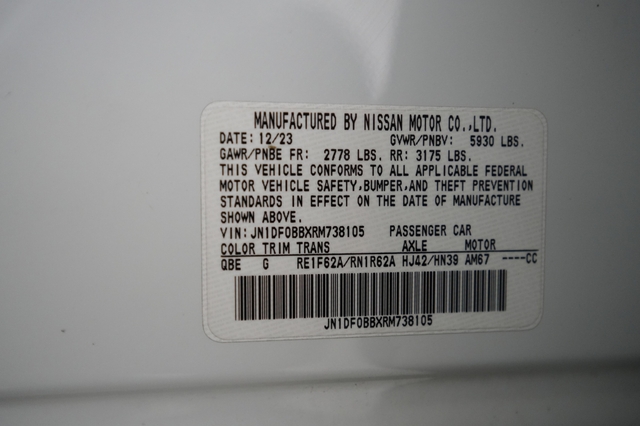 MANUFACTURED BY NISSAN MOTOR CO.,LTD.
DATE: 12/23 GVWR/PNBV: 5930 LBS.
GAWR/PNBE FR: 2778 LBS. RR: 3175 LBS.
THIS VEHICLE CONFORMS TO ALL APPLICABLE FEDERAL
MOTOR VEHICLE SAFETY,BUMPER,AND THEFT PREVENTION
STANDARDS IN EFFECT ON THE DATE OF MANUFACTURE
SHOWN ABOVE.
VIN: JN1DF0BBXRM738105 PASSENGER CAR
COLOR TRIM TRANS AXLE MOTOR
QBE G RE1F62A/RN1R62A HJ42/HN39 AM67 ----CC
JN1DF0BBXRM738105